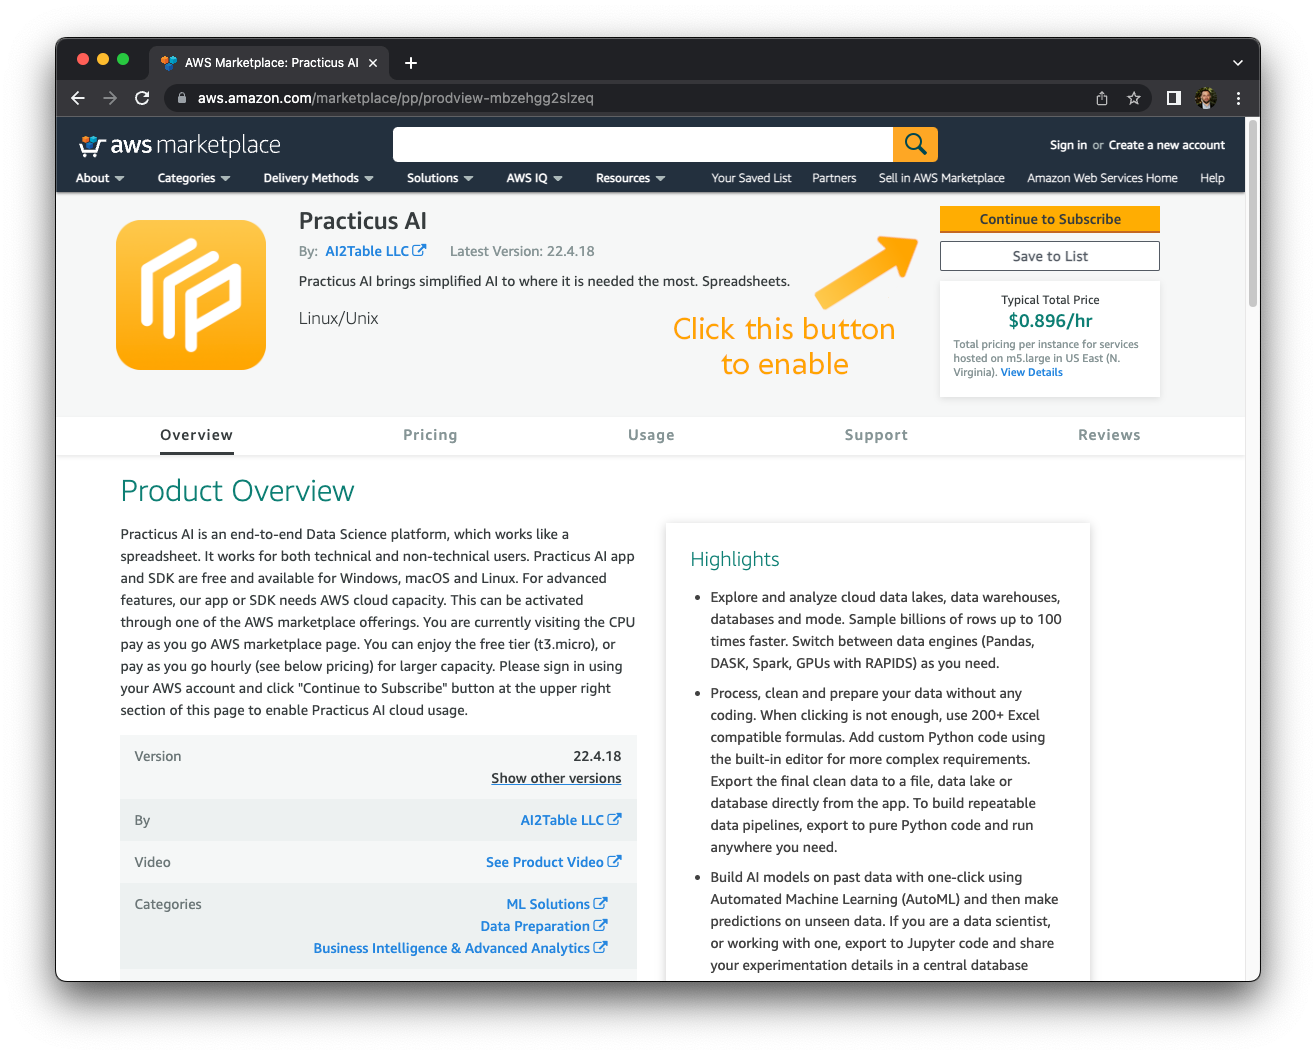 AWS Marketplace: Practicus AI
aws.amazon.com/marketplace/pp/prodview-mbzehgg2slzeq
aws marketplace
Sign in or Create a new account
About
Categories
Delivery Methods
Solutions
AWS IQ
Resources
Your Saved List
Partners
Sell in AWS Marketplace
Amazon Web Services Home
Help
Practicus AI
By: AI2Table LLC
Latest Version: 22.4.18
Practicus AI brings simplified AI to where it is needed the most. Spreadsheets.
Linux/Unix
Click this button
to enable
Continue to Subscribe
Save to List
Typical Total Price
$0.896/hr
Total pricing per instance for services
hosted on m5.large in US East (N.
Virginia). View Details
Overview
Pricing
Usage
Support
Reviews
Product Overview
Practicus AI is an end-to-end Data Science platform, which works like a
spreadsheet. It works for both technical and non-technical users. Practicus AI app
and SDK are free and available for Windows, macOS and Linux. For advanced
features, our app or SDK needs AWS cloud capacity. This can be activated
through one of the AWS marketplace offerings. You are currently visiting the CPU
pay as you go AWS marketplace page. You can enjoy the free tier (t3.micro), or
pay as you go hourly (see below pricing) for larger capacity. Please sign in using
your AWS account and click "Continue to Subscribe" button at the upper right
section of this page to enable Practicus AI cloud usage.
Version
22.4.18
Show other versions
By
AI2Table LLC
Video
See Product Video
Categories
ML Solutions
Data Preparation
Business Intelligence & Advanced Analytics
Highlights
• Explore and analyze cloud data lakes, data warehouses,
databases and mode. Sample billions of rows up to 100
times faster. Switch between data engines (Pandas,
DASK, Spark, GPUs with RAPIDS) as you need.
• Process, clean and prepare your data without any
coding. When clicking is not enough, use 200+ Excel
compatible formulas. Add custom Python code using
the built-in editor for more complex requirements.
Export the final clean data to a file, data lake or
database directly from the app. To build repeatable
data pipelines, export to pure Python code and run
anywhere you need.
• Build AI models on past data with one-click using
Automated Machine Learning (AutoML) and then make
predictions on unseen data. If you are a data scientist,
or working with one, export to Jupyter code and share
your experimentation details in a central database